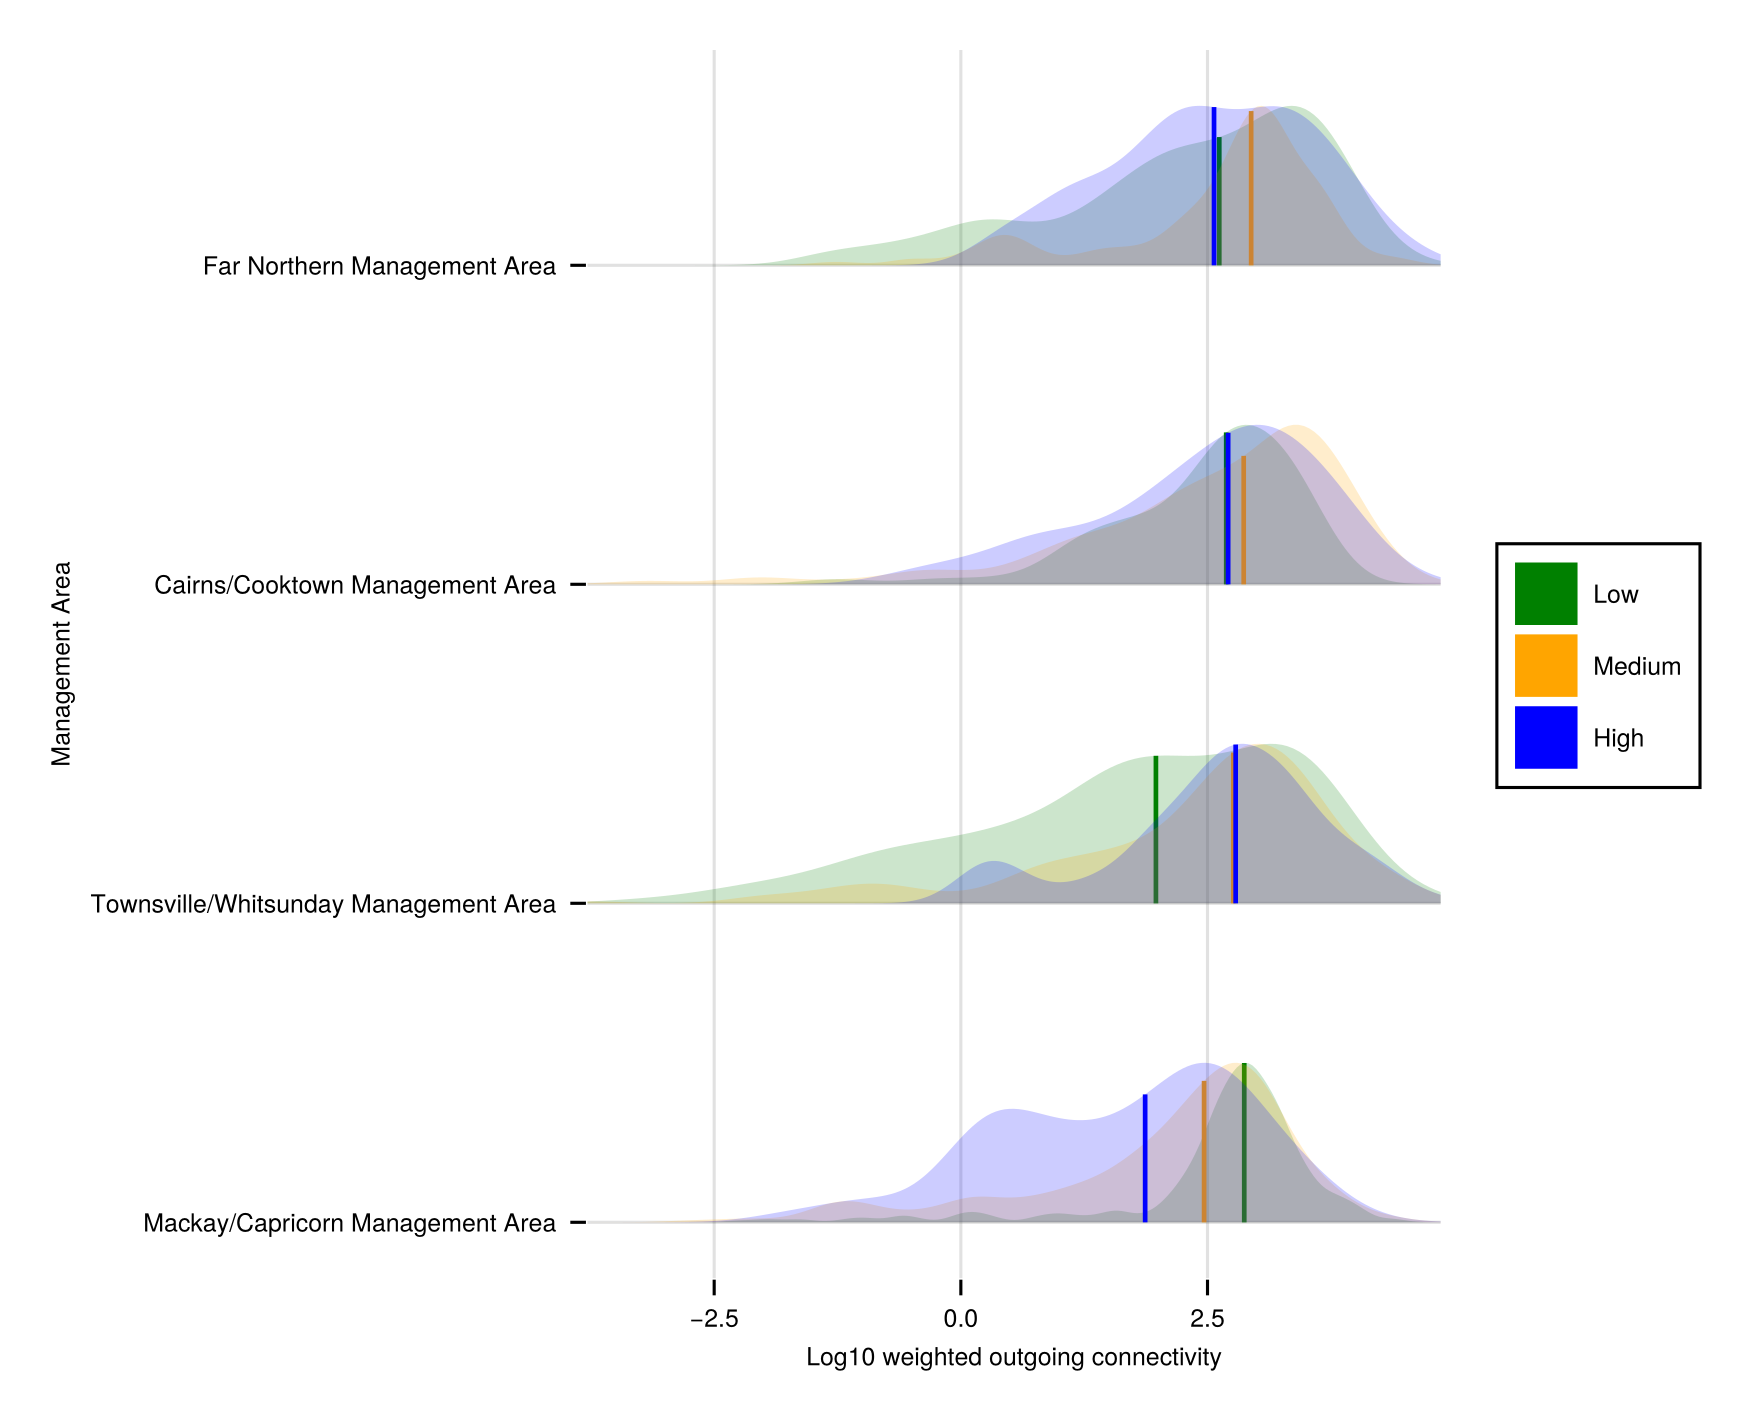 Far Northern Management Area
Cairns/Cooktown Management Area
Townsville/Whitsunday Management Area
Mackay/Capricorn Management Area
Management Area
−2.5
0.0
2.5
Log10 weighted outgoing connectivity
Low
Medium
High